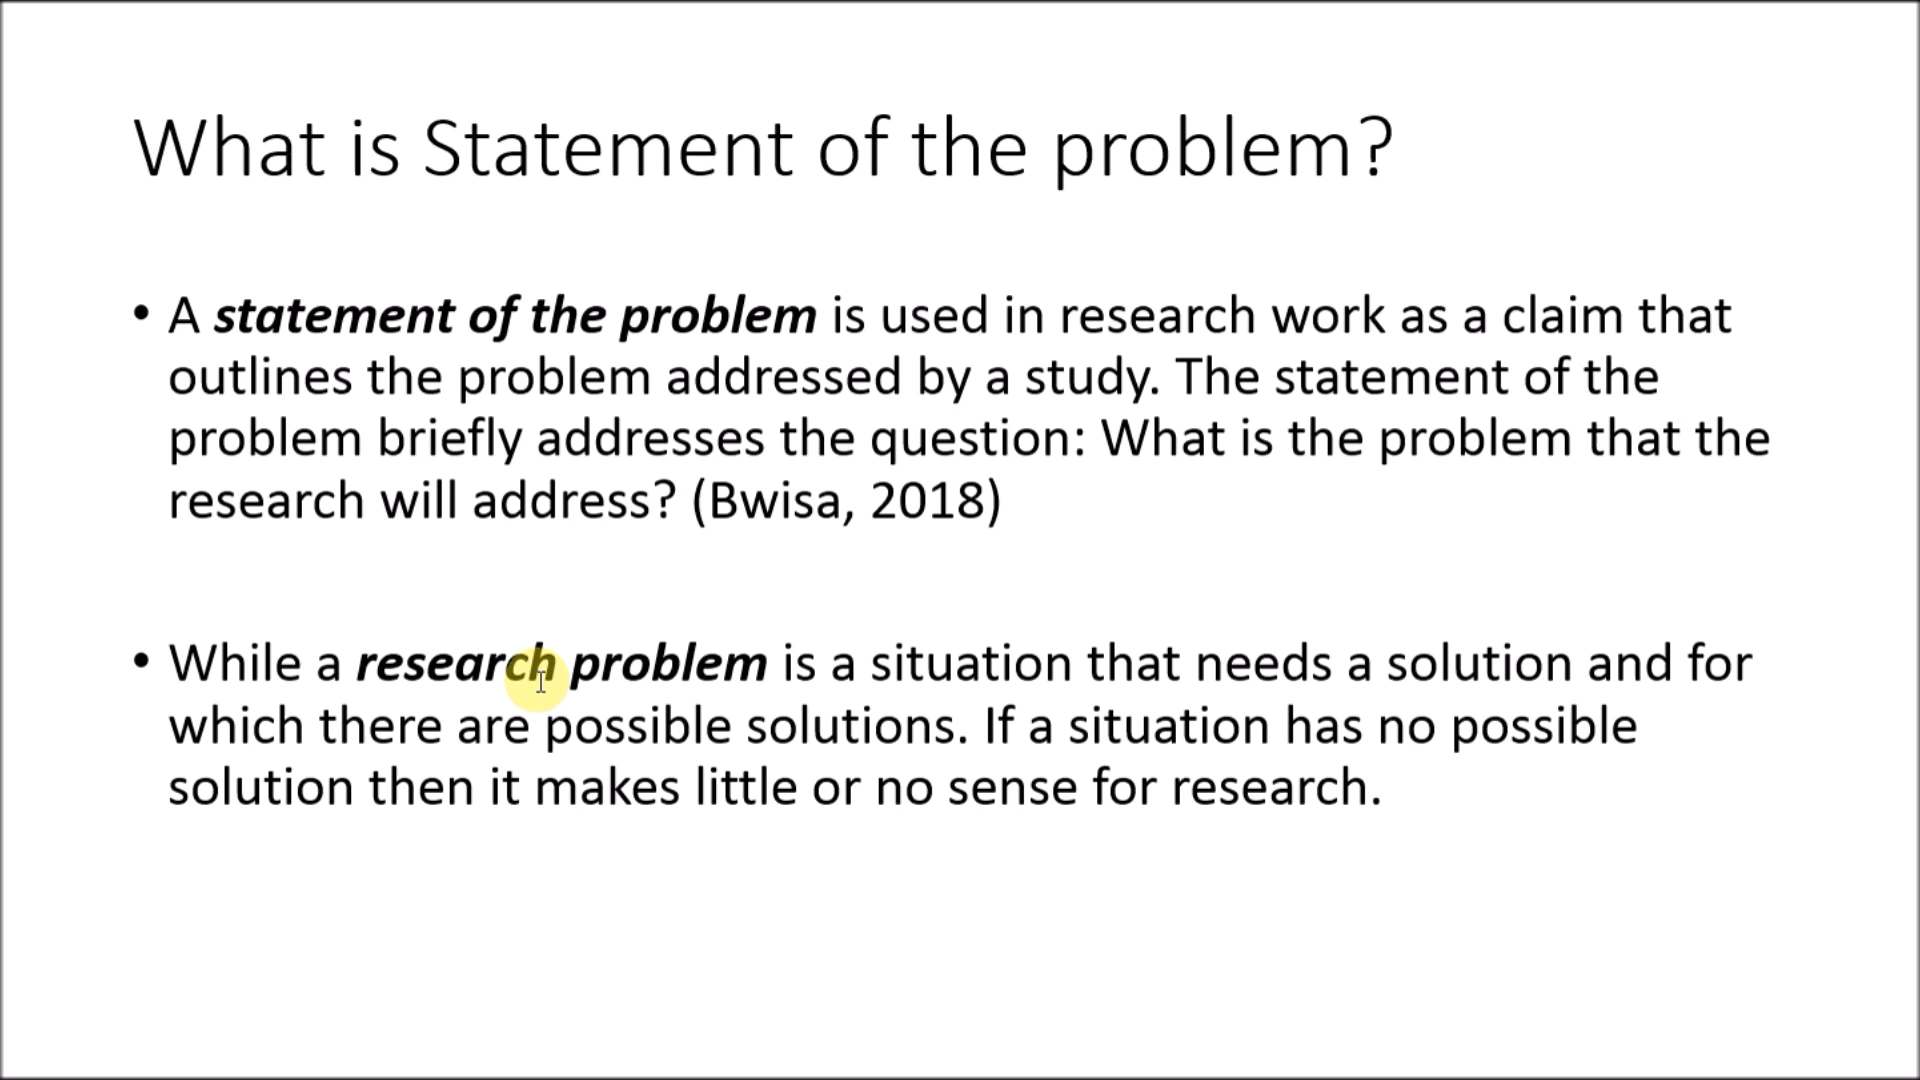 What is Statement of the problem?
• A statement of the problem is used in research work as a claim that
outlines the problem addressed by a study. The statement of the
problem briefly addresses the question: What is the problem that the
research will address? (Bwisa, 2018)
• While a research problem is a situation that needs a solution and for
which there are possible solutions. If a situation has no possible
solution then it makes little or no sense for research.